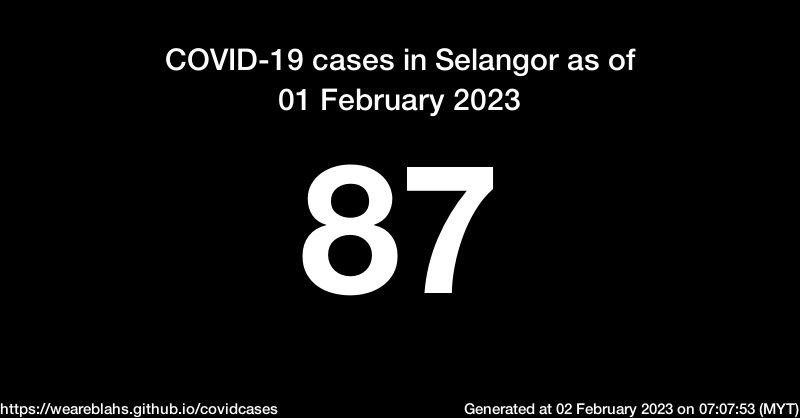 COVID-19 cases in Selangor as of
01 February 2023
87
https://weareblahs.github.io/covidcases
Generated at 02 February 2023 on 07:07:53 (MYT)